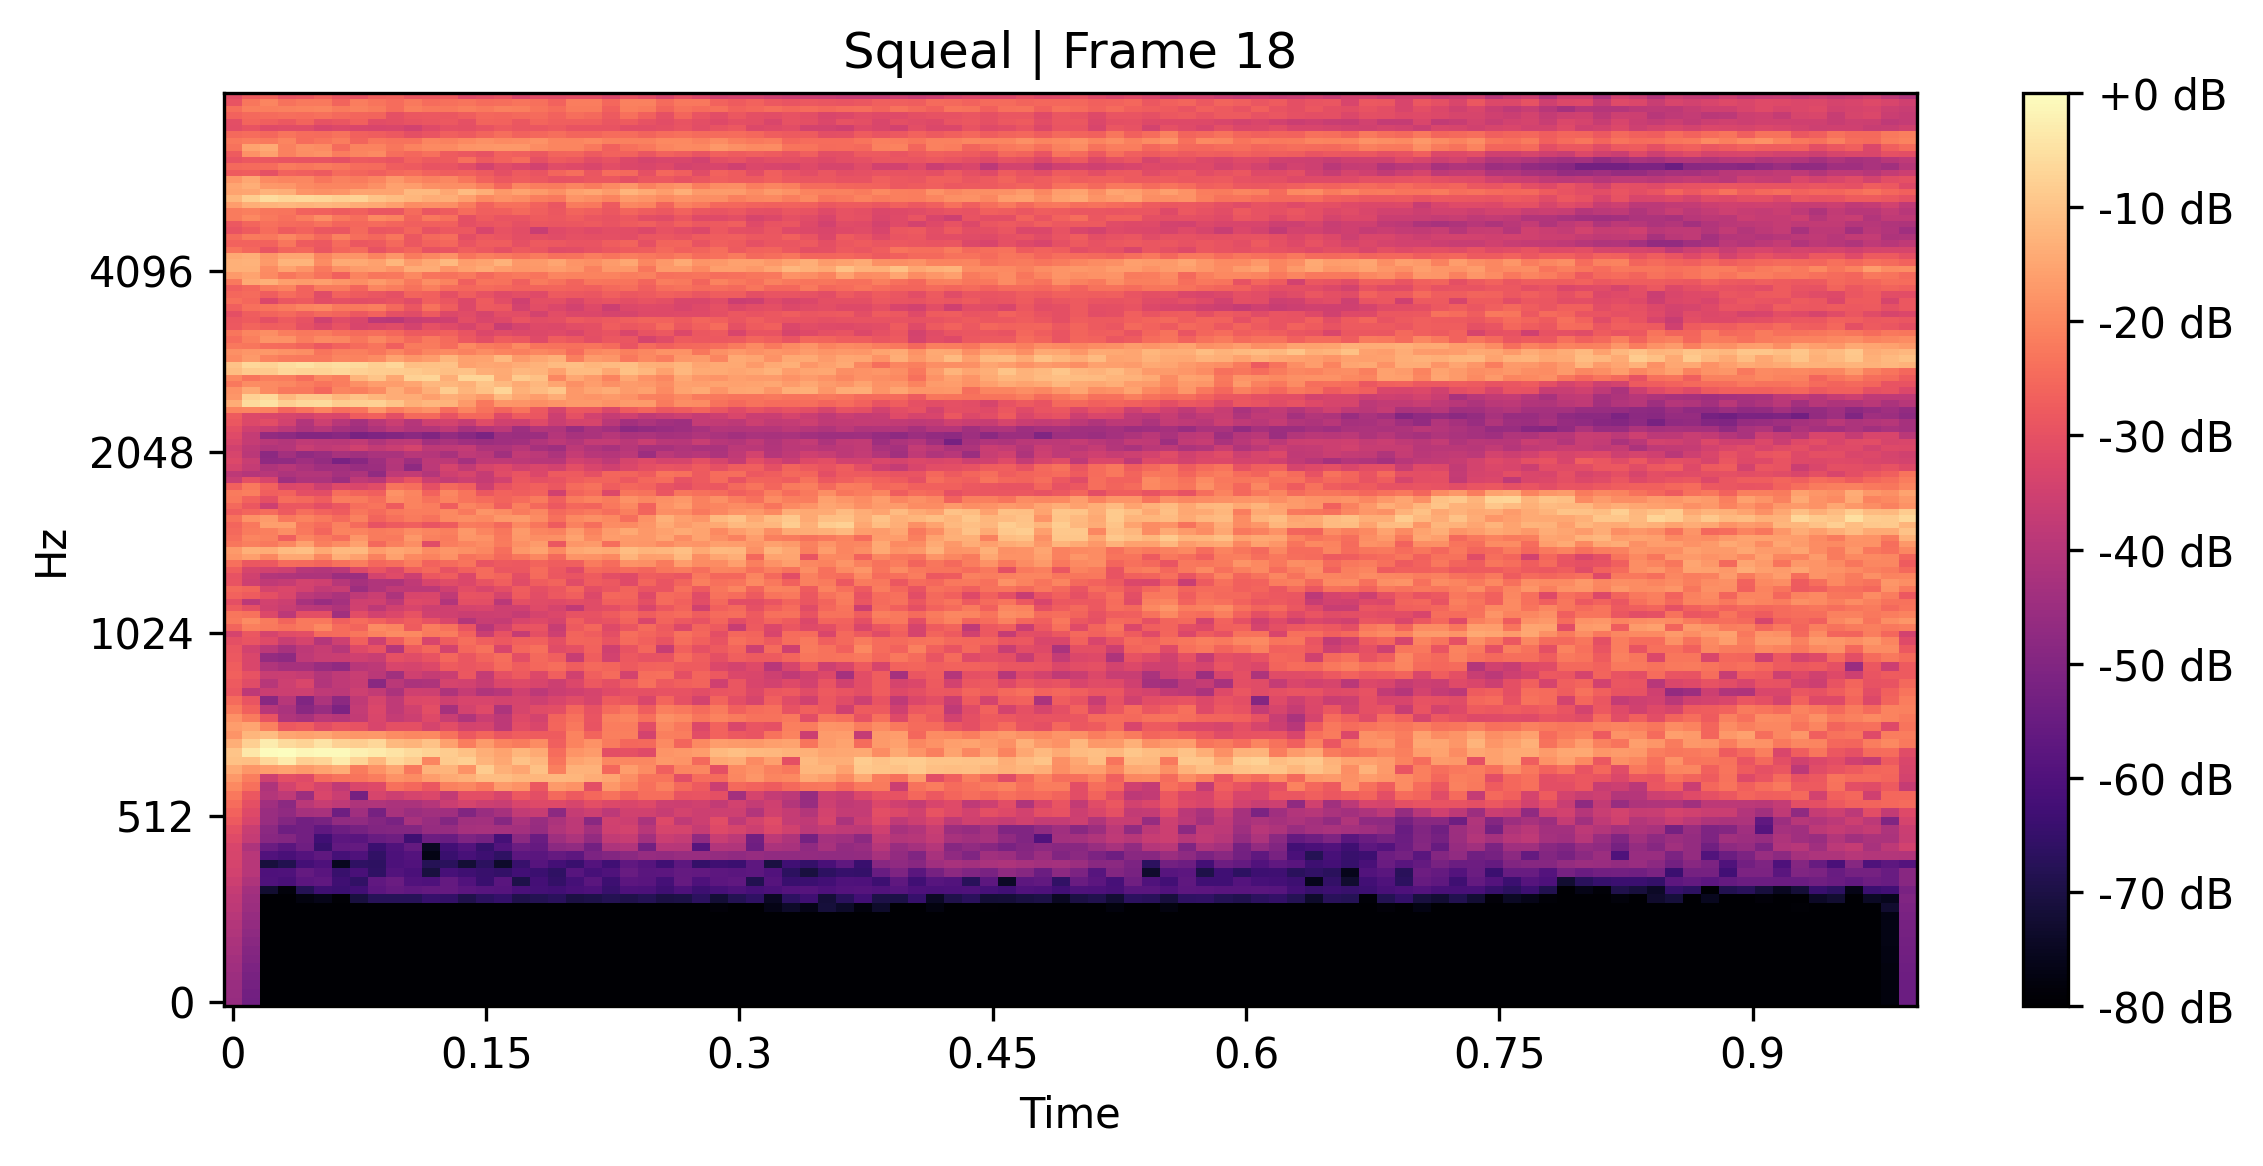 Squeal | Frame 18
+0 dB
-10 dB
4096
-20 dB
-30 dB
2048
-40 dB
Hz
1024
-50 dB
-60 dB
512
-70 dB
0
-80 dB
0 0.15 0.3 0.45 0.6 0.75 0.9
Time